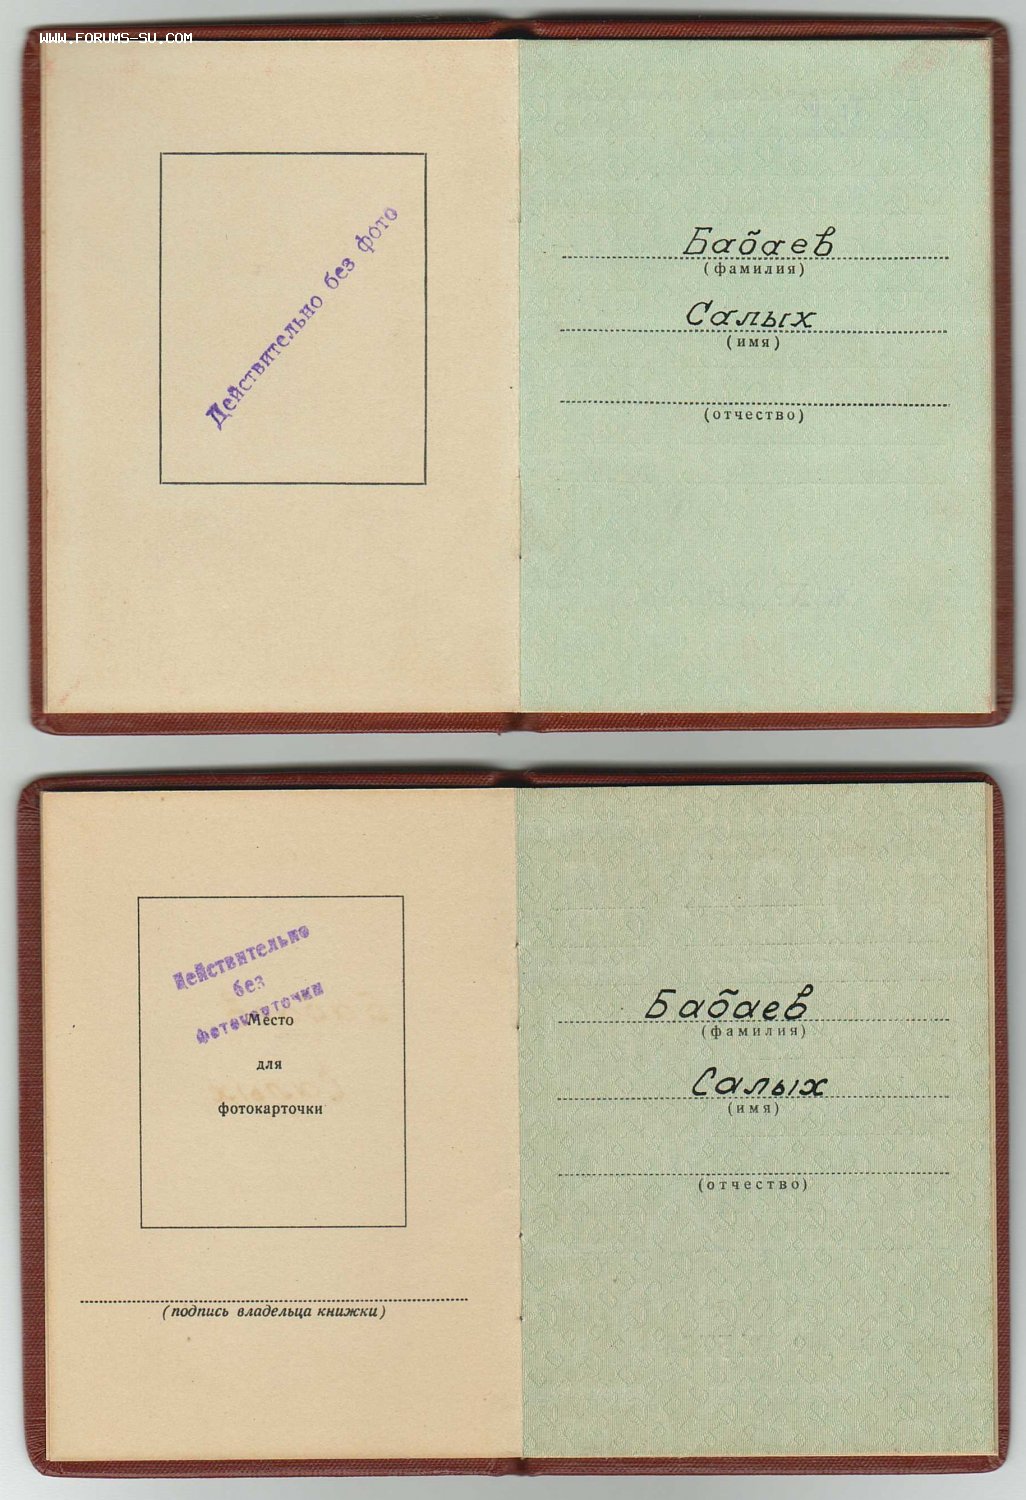 WWW.FORUMS-SU.COM
Действительно без фото
Бабаев
(фамилия)
Салых
(имя)
(отчество)
Действительно
без
фотокарточки
Место
для
фотокарточки
(подпись владельца книжки)
Бабаев
(фамилия)
Салых
(имя)
(отчество)